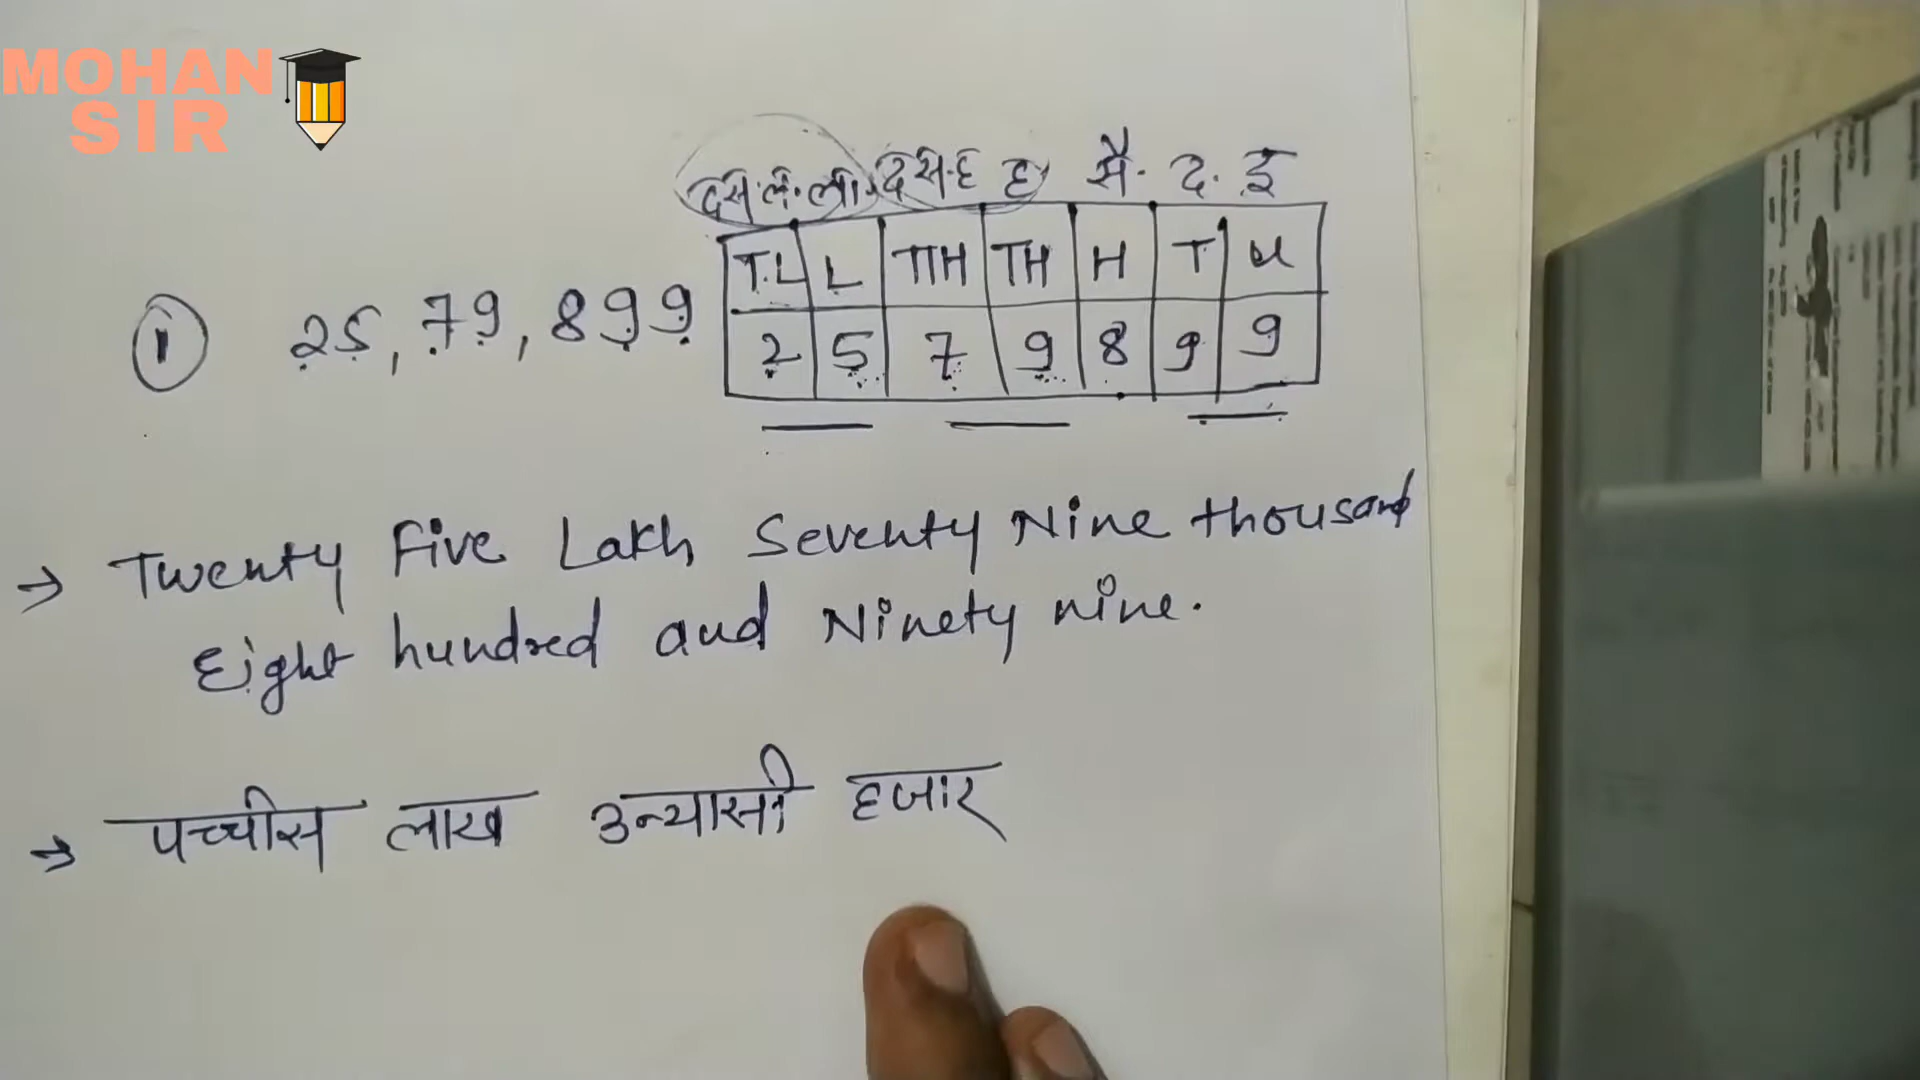 MOHAN
SIR
दस.ल. ला. दस.ह ह सै. द. इ
T.L L TTH TH H T U
① 25,79,899 2 5 7 9 8 9 9
→ Twenty Five Lakh Seventy Nine thousand
Eight hundred and Ninety nine.
→ पच्चीस लाख उन्यासी हजार